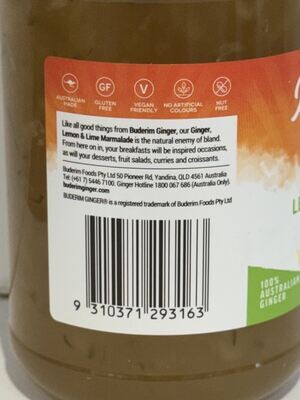 AUSTRALIAN MADE
GF
GLUTEN FREE
V
VEGAN FRIENDLY
NO ARTIFICIAL COLOURS
NUT FREE
Like all good things from Buderim Ginger, our Ginger,
Lemon & Lime Marmalade is the natural enemy of bland.
From here on in, your breakfasts will be inspired occasions,
as will your desserts, fruit salads, curries and croissants.
Buderim Foods Pty Ltd 50 Pioneer Rd, Yandina, QLD 4561 Australia
Tel: (+61 7) 5446 7100. Ginger Hotline 1800 067 686 (Australia Only).
buderimginger.com
BUDERIM GINGER® is a registered trademark of Buderim Foods Pty Ltd
9 310371 293163
100%
AUSTRALIAN
GINGER